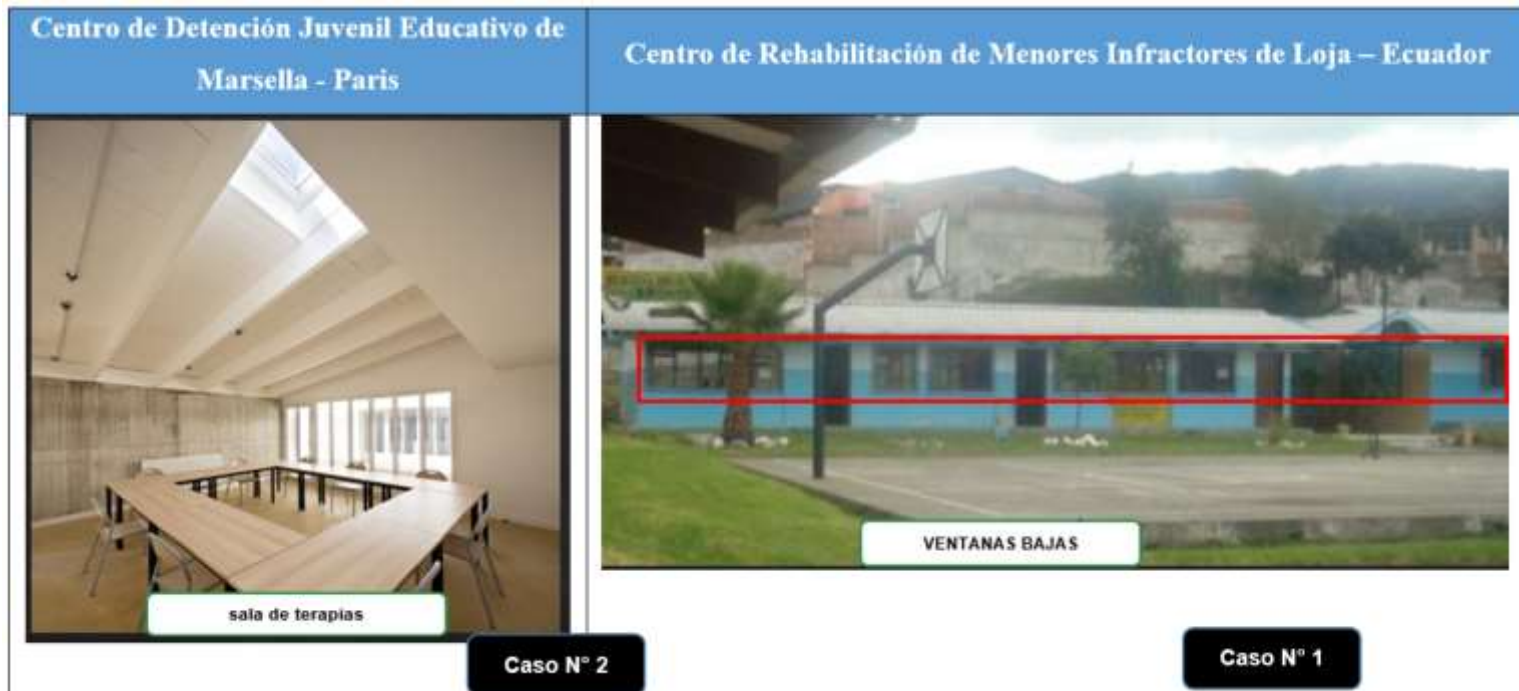 Centro de Detención Juvenil Educativo de
Marsella - Paris
Centro de Rehabilitación de Menores Infractores de Loja – Ecuador
sala de terapias
VENTANAS BAJAS
Caso N° 2
Caso N° 1